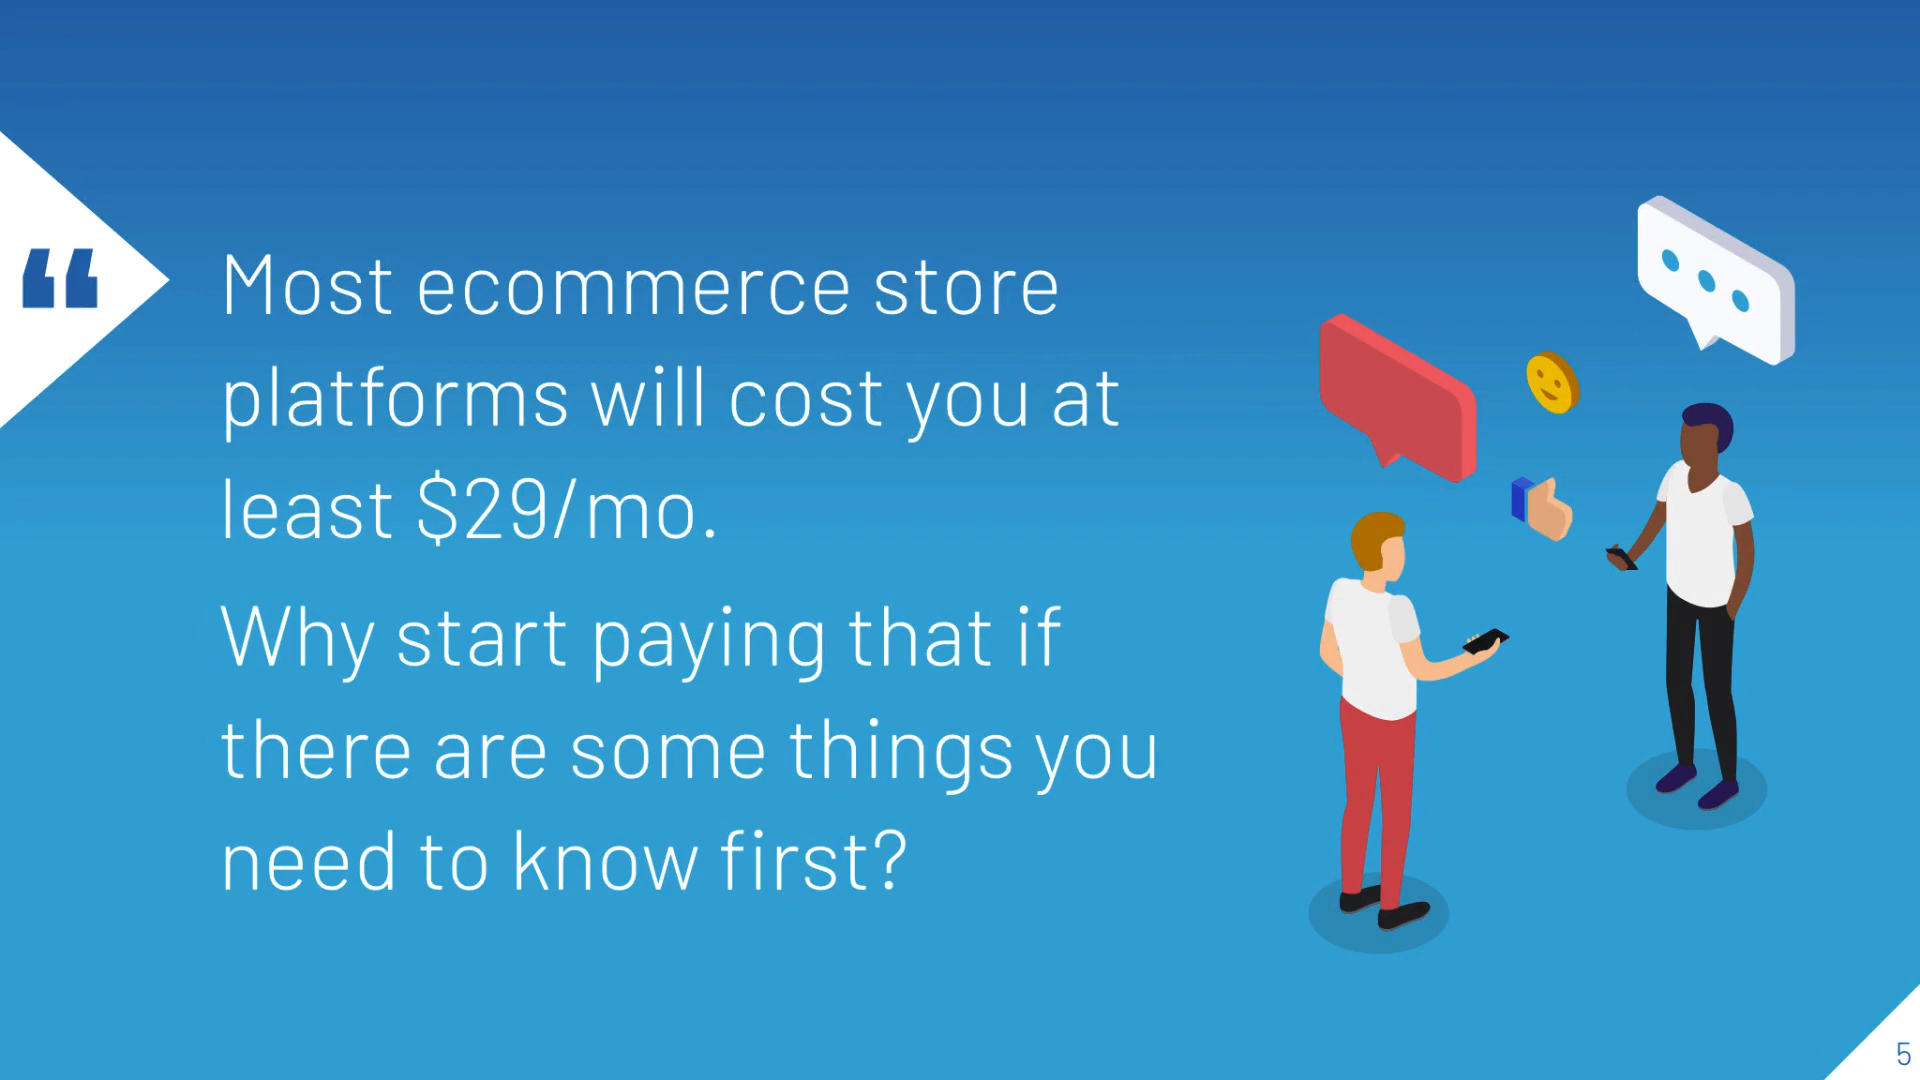 “
Most ecommerce store
platforms will cost you at
least $29/mo.
Why start paying that if
there are some things you
need to know first?
5